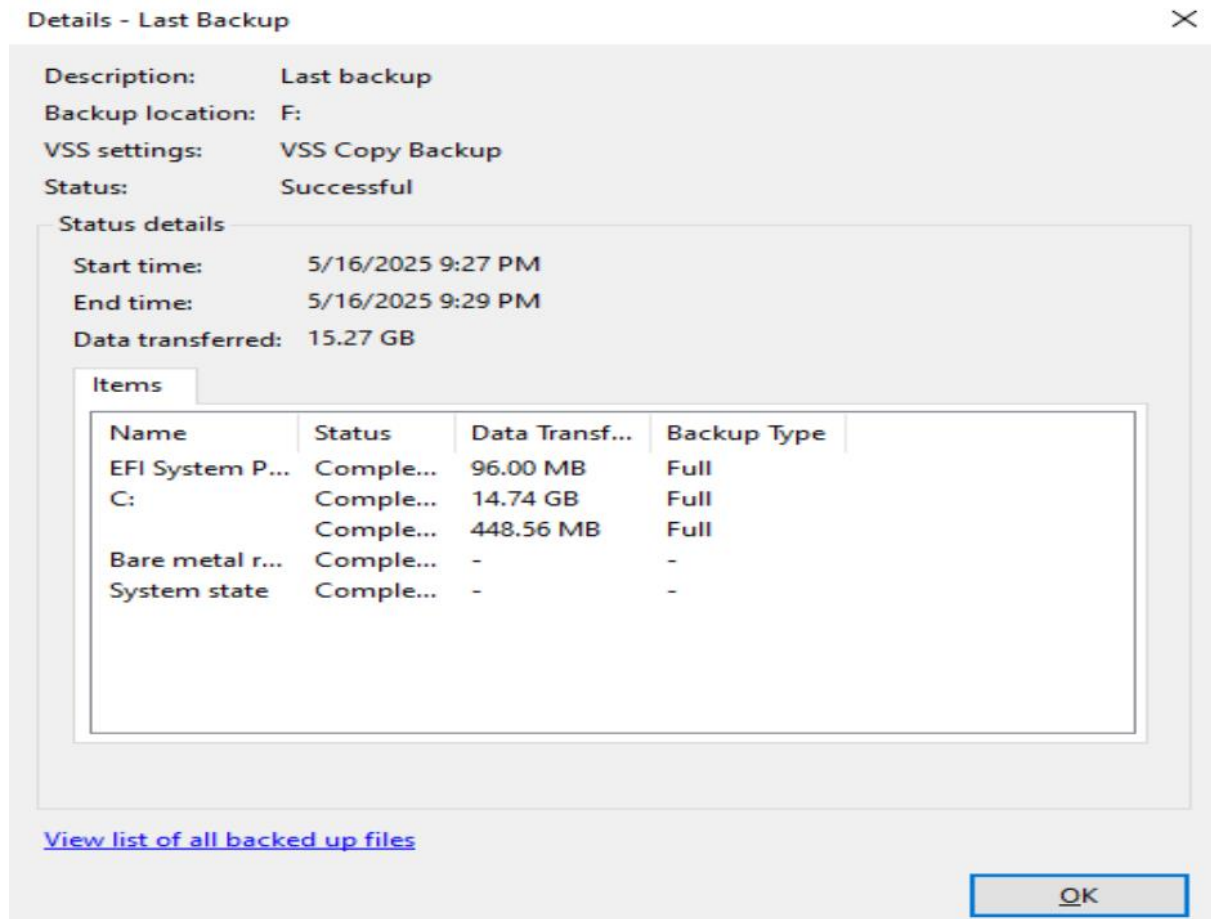 Details - Last Backup
Description: Last backup
Backup location: F:
VSS settings: VSS Copy Backup
Status: Successful
Status details
Start time: 5/16/2025 9:27 PM
End time: 5/16/2025 9:29 PM
Data transferred: 15.27 GB
Items
Name Status Data Transf... Backup Type
EFI System P... Comple... 96.00 MB Full
C: Comple... 14.74 GB Full
Comple... 448.56 MB Full
Bare metal r... Comple... - -
System state Comple... - -
View list of all backed up files
OK